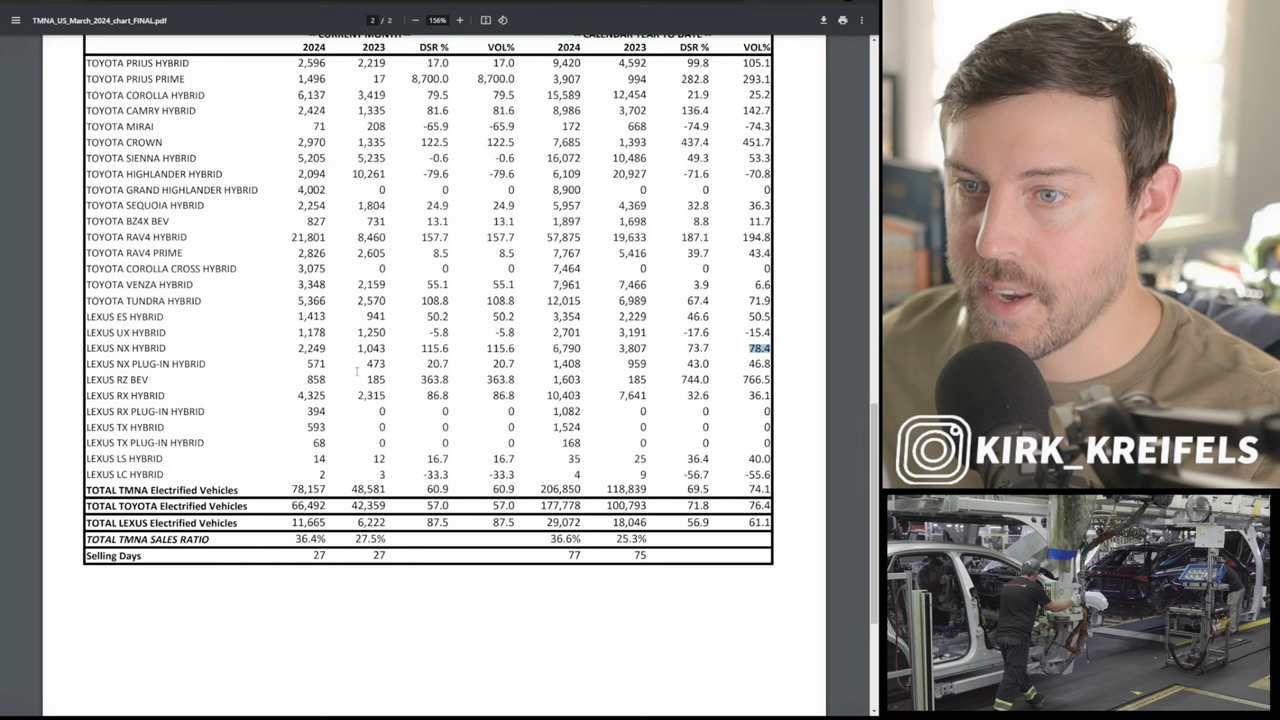 TMNA_US_March_2024_chart_FINAL.pdf 2 / 2 156%
-- CURRENT MONTH -- -- CALENDAR YEAR TO DATE --
2024 2023 DSR % VOL% 2024 2023 DSR % VOL%
TOYOTA PRIUS HYBRID 2,596 2,219 17.0 17.0 9,420 4,592 99.8 105.1
TOYOTA PRIUS PRIME 1,496 17 8,700.0 8,700.0 3,907 994 282.8 293.1
TOYOTA COROLLA HYBRID 6,137 3,419 79.5 79.5 15,589 12,454 21.9 25.2
TOYOTA CAMRY HYBRID 2,424 1,335 81.6 81.6 8,986 3,702 136.4 142.7
TOYOTA MIRAI 71 208 -65.9 -65.9 172 668 -74.9 -74.3
TOYOTA CROWN 2,970 1,335 122.5 122.5 7,685 1,393 437.4 451.7
TOYOTA SIENNA HYBRID 5,205 5,235 -0.6 -0.6 16,072 10,486 49.3 53.3
TOYOTA HIGHLANDER HYBRID 2,094 10,261 -79.6 -79.6 6,109 20,927 -71.6 -70.8
TOYOTA GRAND HIGHLANDER HYBRID 4,002 0 0 0 8,900 0 0 0
TOYOTA SEQUOIA HYBRID 2,254 1,804 24.9 24.9 5,957 4,369 32.8 36.3
TOYOTA BZ4X BEV 827 731 13.1 13.1 1,897 1,698 8.8 11.7
TOYOTA RAV4 HYBRID 21,801 8,460 157.7 157.7 57,875 19,633 187.1 194.8
TOYOTA RAV4 PRIME 2,826 2,605 8.5 8.5 7,767 5,416 39.7 43.4
TOYOTA COROLLA CROSS HYBRID 3,075 0 0 0 7,464 0 0 0
TOYOTA VENZA HYBRID 3,348 2,159 55.1 55.1 7,961 7,466 3.9 6.6
TOYOTA TUNDRA HYBRID 5,366 2,570 108.8 108.8 12,015 6,989 67.4 71.9
LEXUS ES HYBRID 1,413 941 50.2 50.2 3,354 2,229 46.6 50.5
LEXUS UX HYBRID 1,178 1,250 -5.8 -5.8 2,701 3,191 -17.6 -15.4
LEXUS NX HYBRID 2,249 1,043 115.6 115.6 6,790 3,807 73.7 78.4
LEXUS NX PLUG-IN HYBRID 571 473 20.7 20.7 1,408 959 43.0 46.8
LEXUS RZ BEV 858 185 363.8 363.8 1,603 185 744.0 766.5
LEXUS RX HYBRID 4,325 2,315 86.8 86.8 10,403 7,641 32.6 36.1
LEXUS RX PLUG-IN HYBRID 394 0 0 0 1,082 0 0 0
LEXUS TX HYBRID 593 0 0 0 1,524 0 0 0
LEXUS TX PLUG-IN HYBRID 68 0 0 0 168 0 0 0
LEXUS LS HYBRID 14 12 16.7 16.7 35 25 36.4 40.0
LEXUS LC HYBRID 2 3 -33.3 -33.3 4 9 -56.7 -55.6
TOTAL TMNA Electrified Vehicles 78,157 48,581 60.9 60.9 206,850 118,839 69.5 74.1
TOTAL TOYOTA Electrified Vehicles 66,492 42,359 57.0 57.0 177,778 100,793 71.8 76.4
TOTAL LEXUS Electrified Vehicles 11,665 6,222 87.5 87.5 29,072 18,046 56.9 61.1
TOTAL TMNA SALES RATIO 36.4% 27.5% 36.6% 25.3%
Selling Days 27 27 77 75
KIRK_KREIFELS